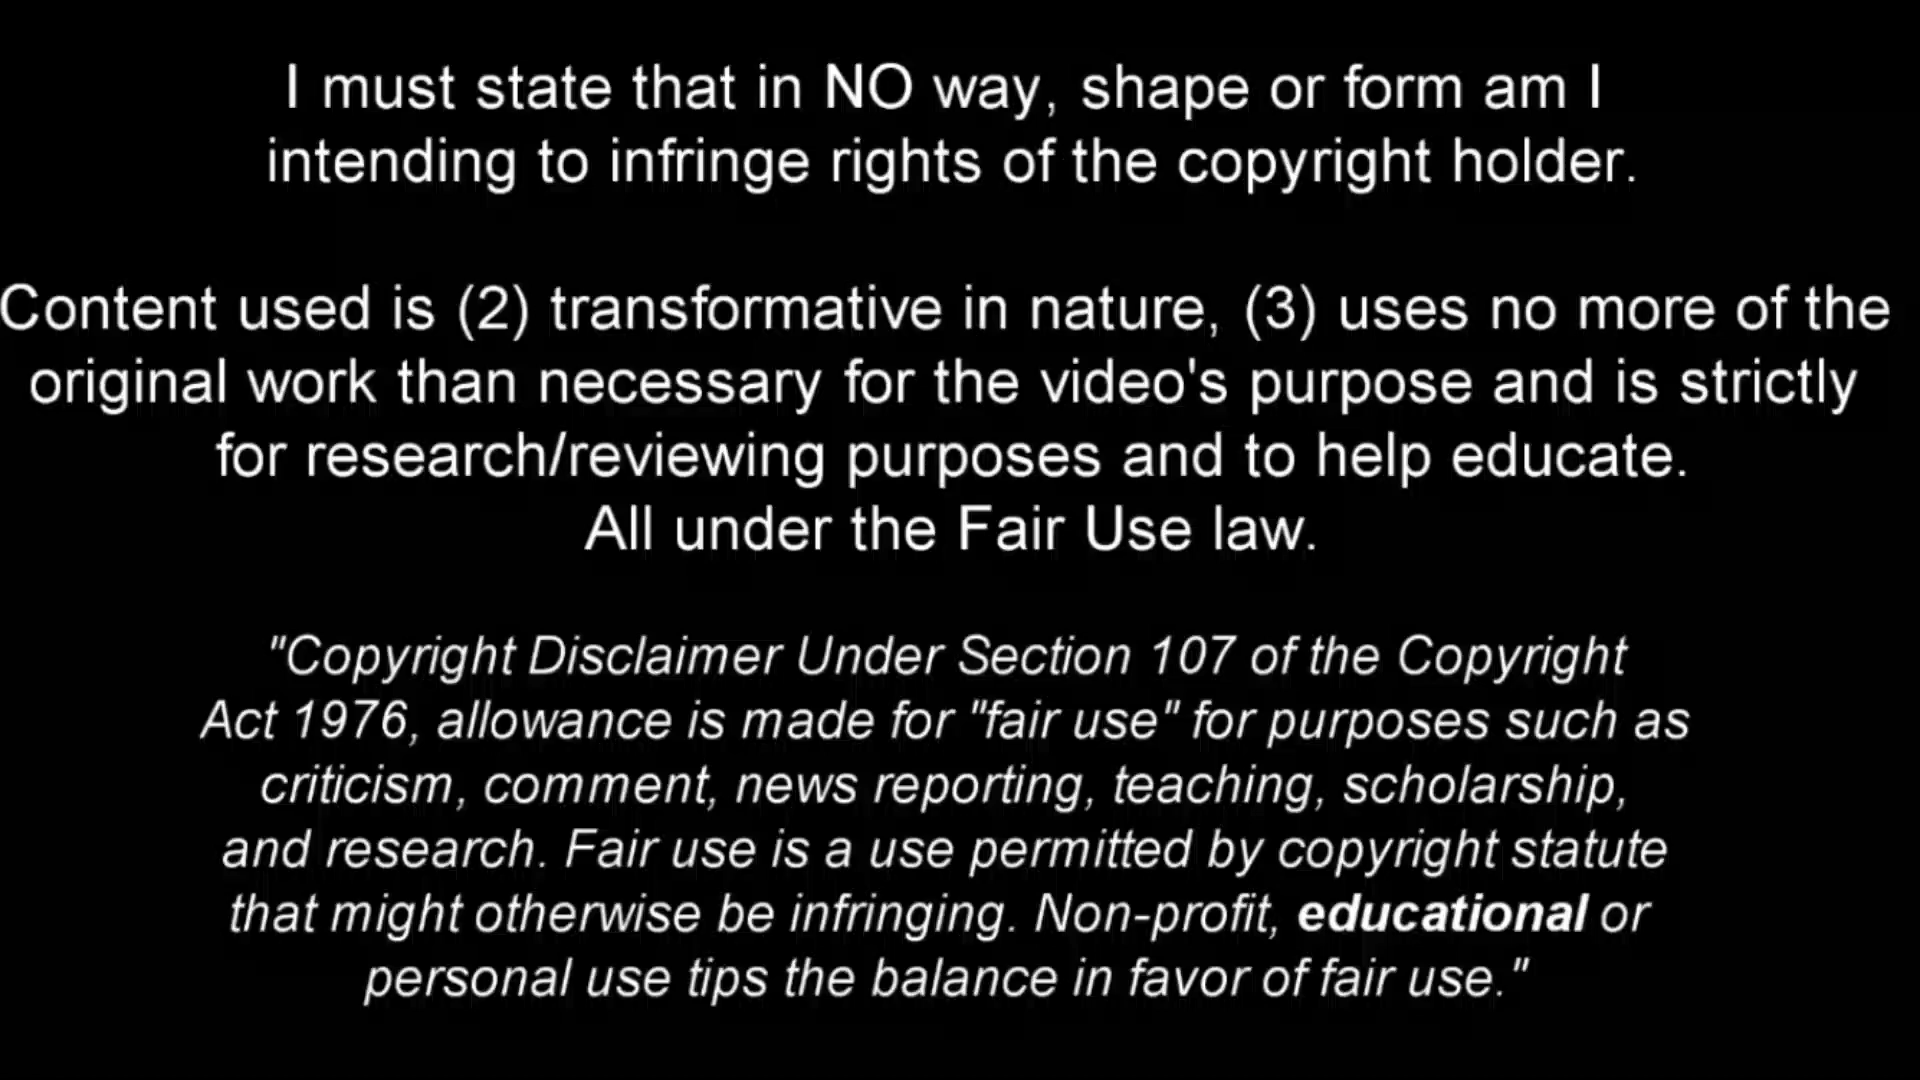 I must state that in NO way, shape or form am I
intending to infringe rights of the copyright holder.
Content used is (2) transformative in nature, (3) uses no more of the
original work than necessary for the video's purpose and is strictly
for research/reviewing purposes and to help educate.
All under the Fair Use law.
"Copyright Disclaimer Under Section 107 of the Copyright
Act 1976, allowance is made for "fair use" for purposes such as
criticism, comment, news reporting, teaching, scholarship,
and research. Fair use is a use permitted by copyright statute
that might otherwise be infringing. Non-profit, educational or
personal use tips the balance in favor of fair use."